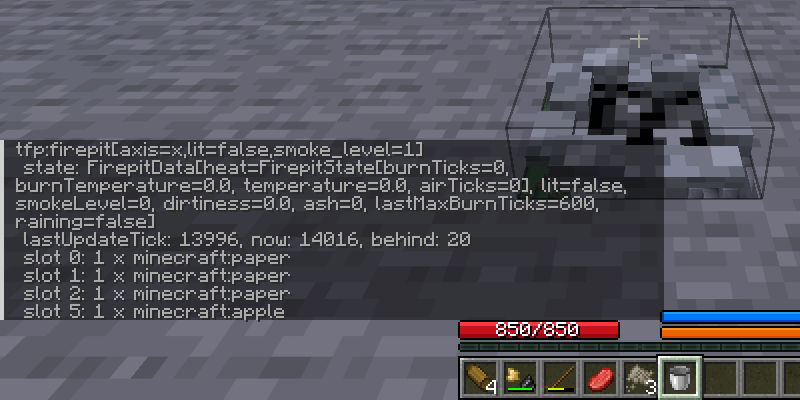 tfp:firepit[axis=x,lit=false,smoke_level=1]
state: FirepitData[heat=FirepitState[burnTicks=0,
burnTemperature=0.0, temperature=0.0, airTicks=0], lit=false,
smokeLevel=0, dirtiness=0.0, ash=0, lastMaxBurnTicks=600,
raining=false]
lastUpdateTick: 13996, now: 14016, behind: 20
slot 0: 1 x minecraft:paper
slot 1: 1 x minecraft:paper
slot 2: 1 x minecraft:paper
slot 5: 1 x minecraft:apple
850/850
4 3